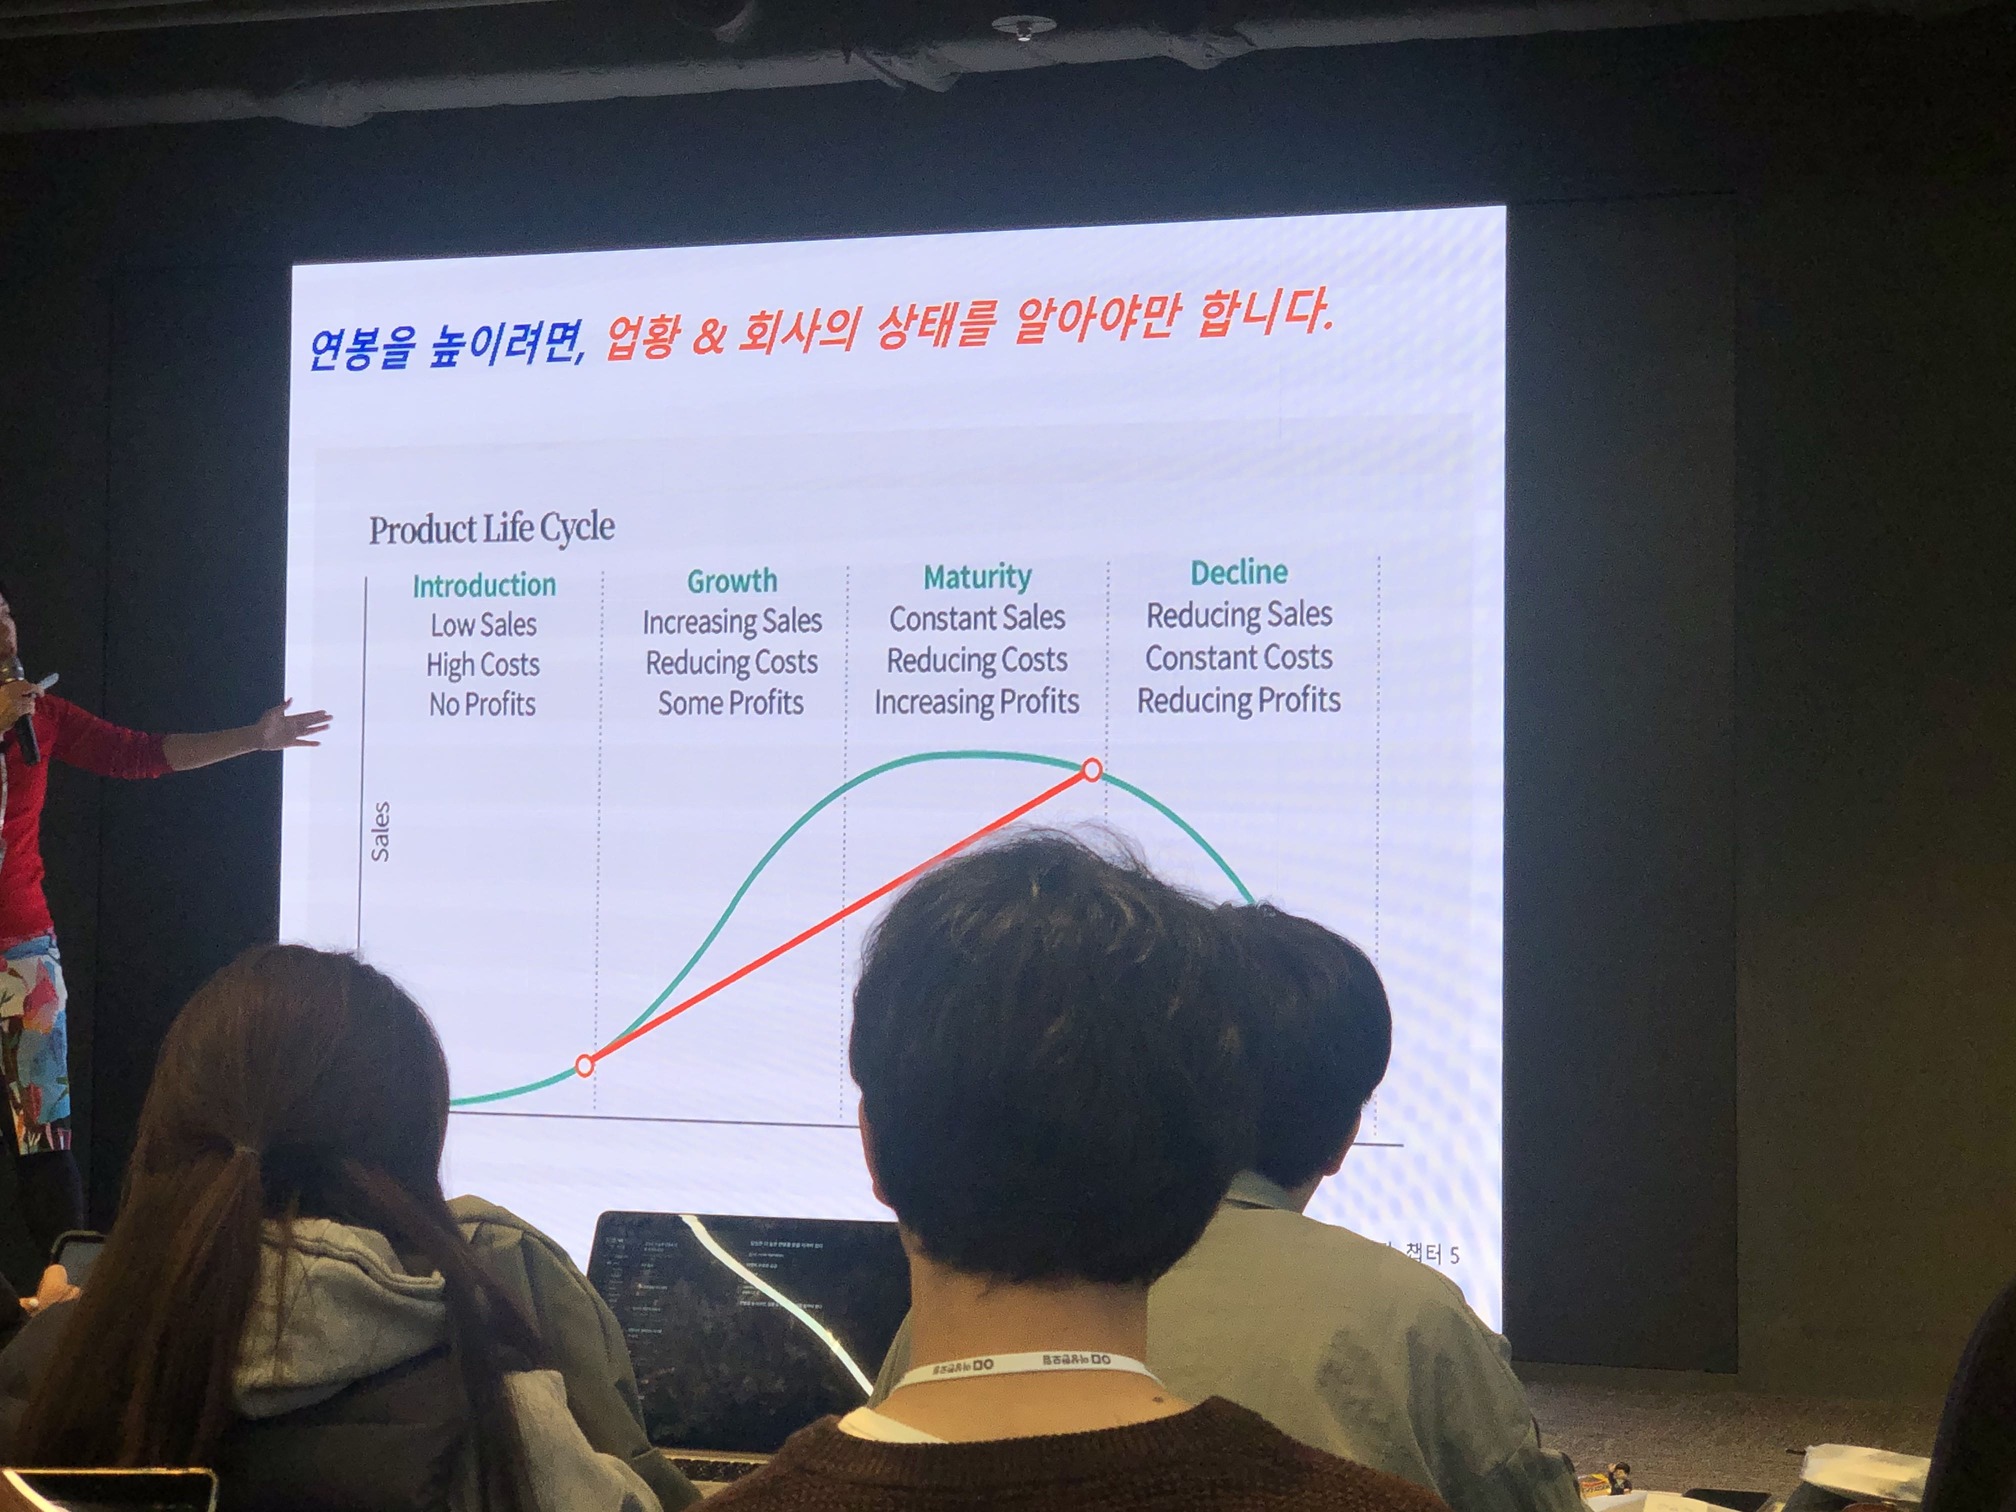 연봉을 높이려면, 업황 & 회사의 상태를 알아야만 합니다.
Product Life Cycle
Introduction
Low Sales
High Costs
No Profits
Growth
Increasing Sales
Reducing Costs
Some Profits
Maturity
Constant Sales
Reducing Costs
Increasing Profits
Decline
Reducing Sales
Constant Costs
Reducing Profits
Sales
챕터 5